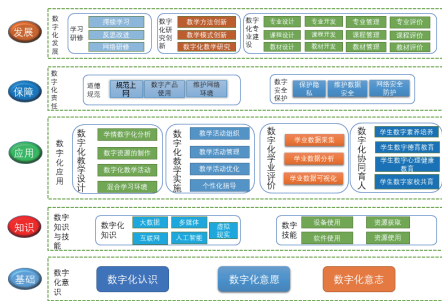 发展
数字化发展
学习研修
跨校学习
反思改进
网络研修
数字化研究创新
教学方法创新
教学模式创新
数字化教学研究
数字化专业建设
专业设计
专业开发
专业管理
专业评价
课程设计
课程开发
课程管理
课程评价
教材设计
教材开发
教材管理
教材评价
保障
数字化责任
道德规范
规范上网
数字产品使用
维护网络环境
数字安全保护
保护隐私
维护数据安全
网络安全防护
应用
数字化应用
数字化教学设计
学情数字化分析
数字资源的制作
数字化教学活动
混合学习环境
数字化教学实施
教学活动组织
教学活动管理
教学活动优化
个性化指导
数字化学业评价
学业数据采集
学业数据分析
学业数据可视化
数字化协同育人
学生数字素养培养
学生数字德育教育
学生数字心理健康教育
学生数字家校共育
知识
数字知识与技能
数字化知识
大数据
多媒体
互联网
人工智能
虚拟现实
数字技能
设备使用
资源获取
软件使用
资源使用
基础
数字化意识
数字化认识
数字化意愿
数字化意志